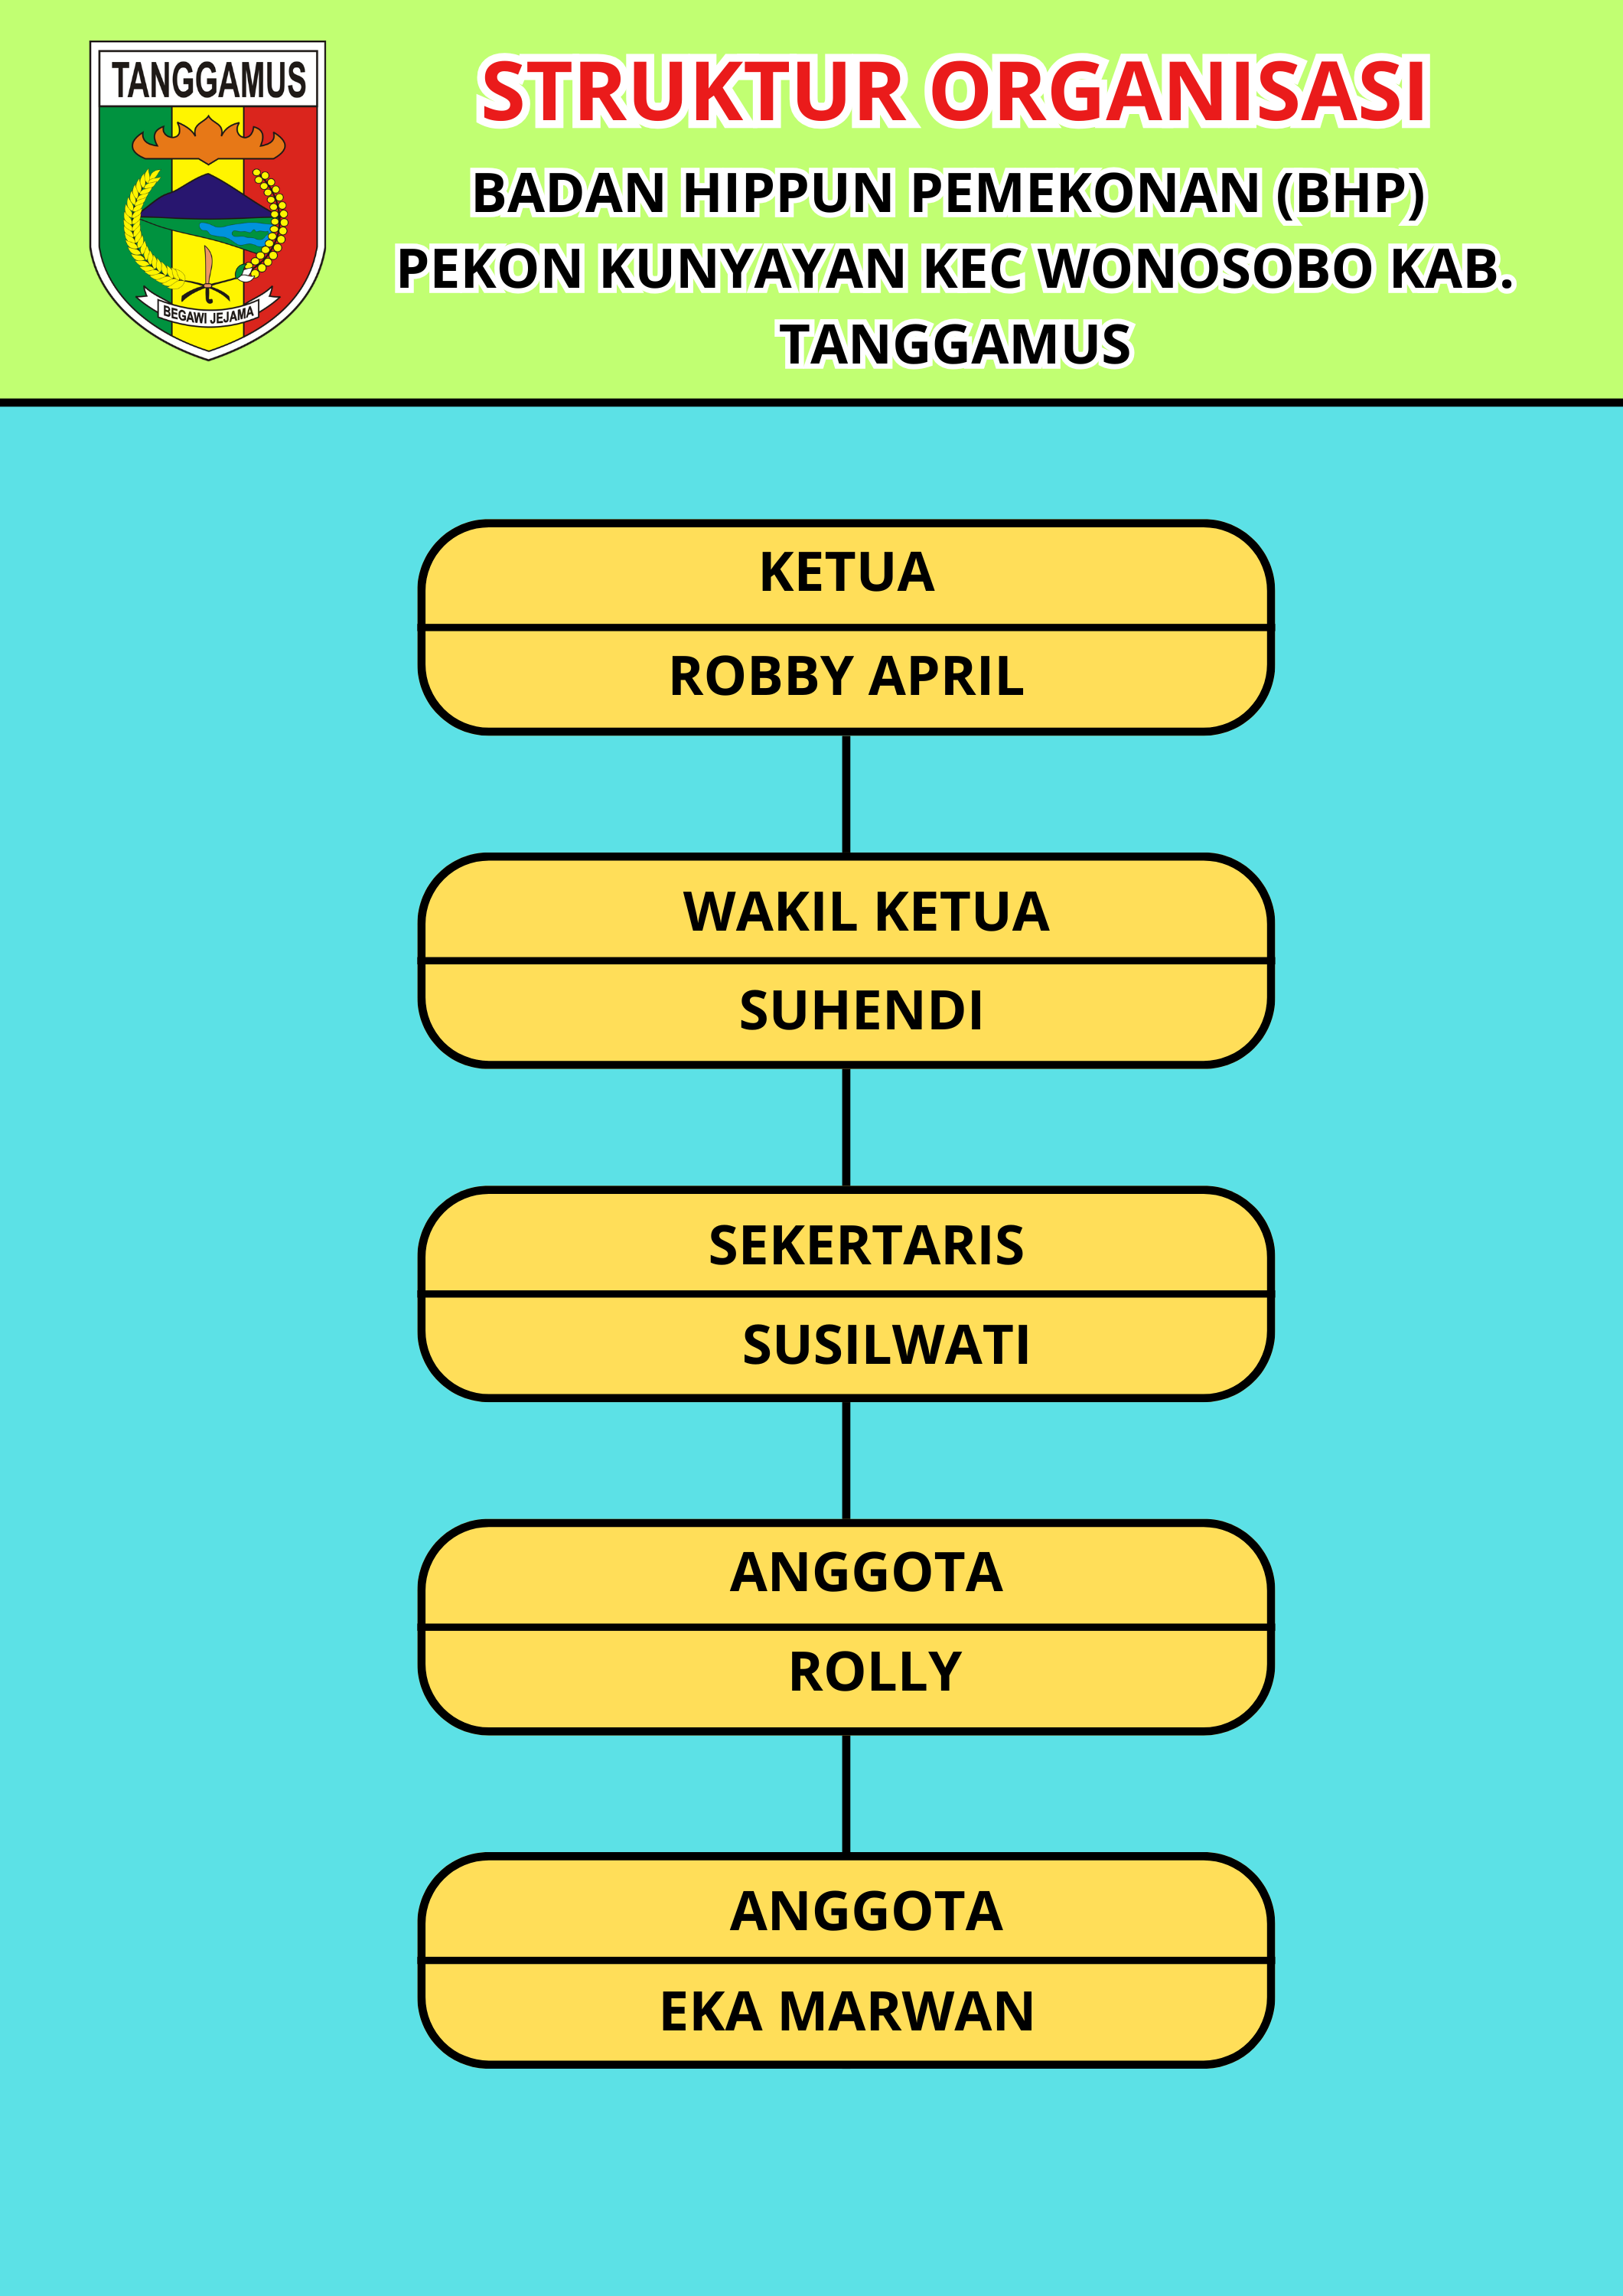 TANGGAMUS
BEGAWI JEJAMA
STRUKTUR ORGANISASI
BADAN HIPPUN PEMEKONAN (BHP)
PEKON KUNYAYAN KEC WONOSOBO KAB.
TANGGAMUS
KETUA
ROBBY APRIL
WAKIL KETUA
SUHENDI
SEKERTARIS
SUSILWATI
ANGGOTA
ROLLY
ANGGOTA
EKA MARWAN